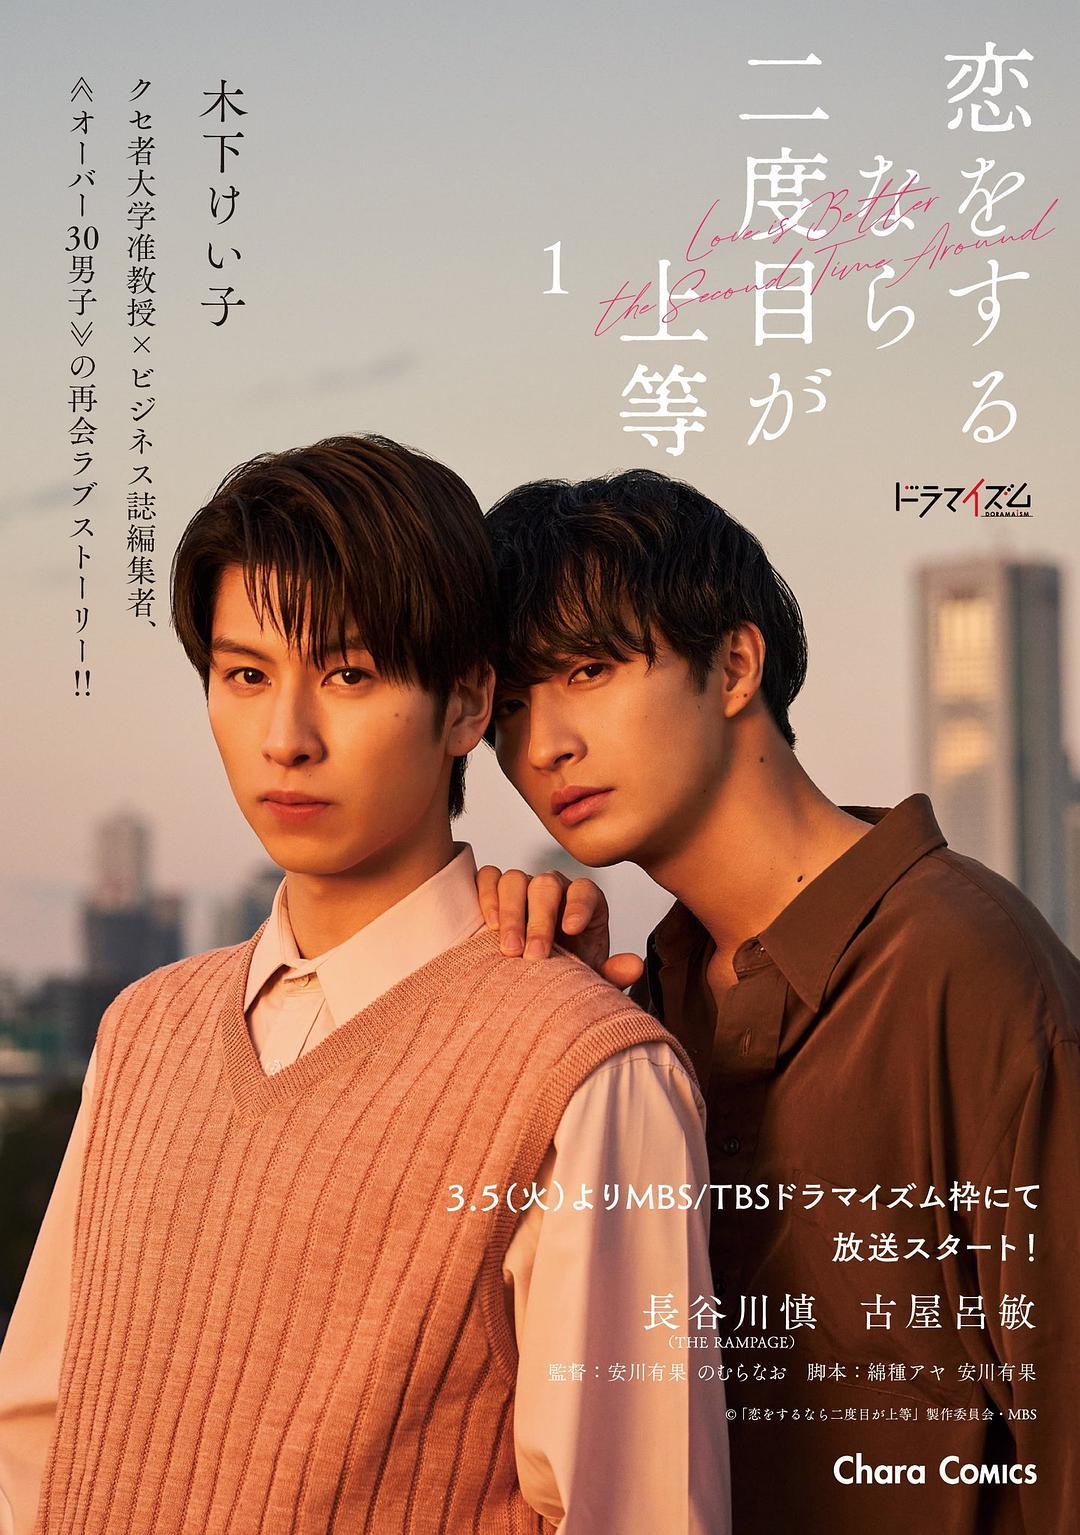 恋をする
なら
二度目が
上等
Love is Better
the Second Time Around
1
木下けい子
クセ者大学准教授×ビジネス誌編集者、
《オーバー30男子》の再会ラブストーリー!!
ドラマイズム
DORAMAISM
3.5(火)よりMBS/TBSドラマイズム枠にて
放送スタート!
長谷川慎 古屋呂敏
(THE RAMPAGE)
監督:安川有果 のむらなお 脚本:綿種アヤ 安川有果
©「恋をするなら二度目が上等」製作委員会・MBS
Chara COMICS